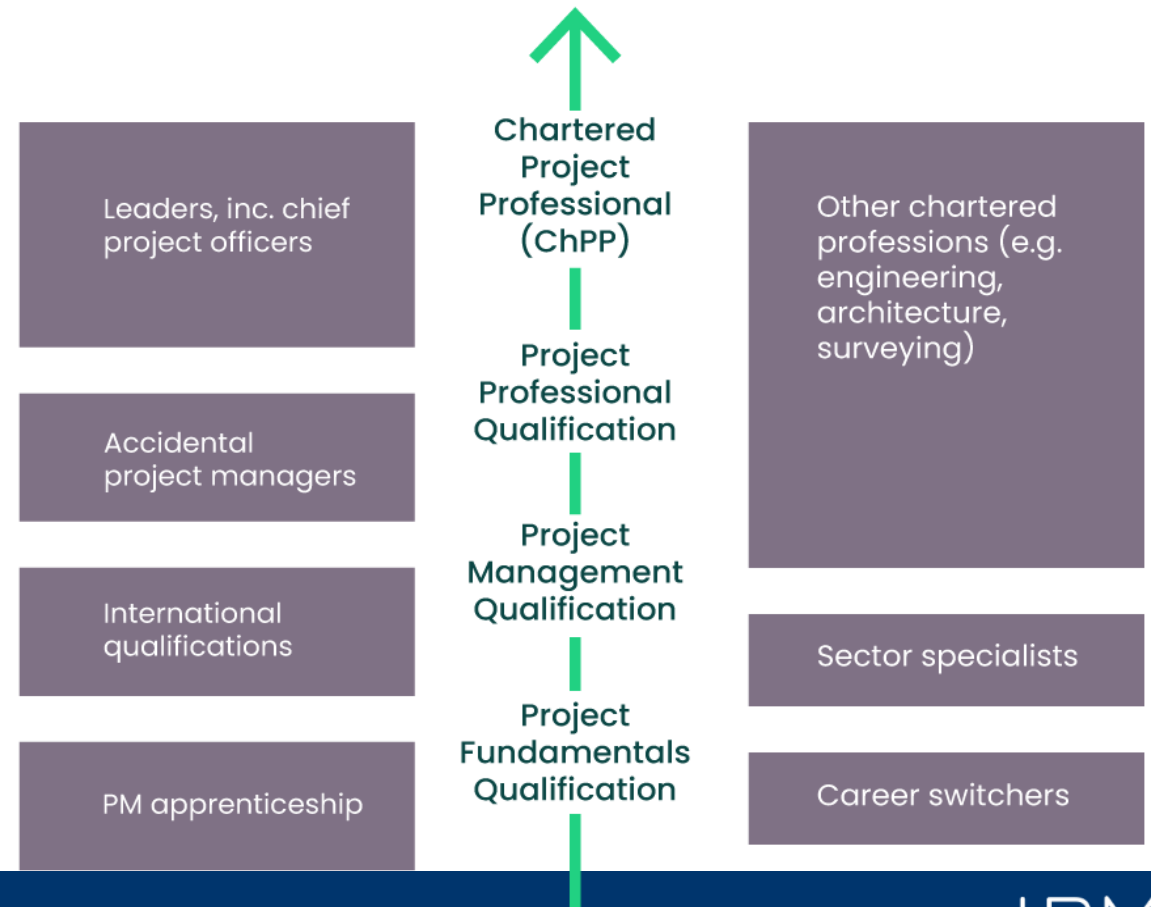 Chartered
Project
Professional
(ChPP)
Leaders, inc. chief
project officers
Other chartered
professions (e.g.
engineering,
architecture,
surveying)
Project
Professional
Qualification
Accidental
project managers
Project
Management
Qualification
International
qualifications
Sector specialists
Project
Fundamentals
Qualification
PM apprenticeship
Career switchers